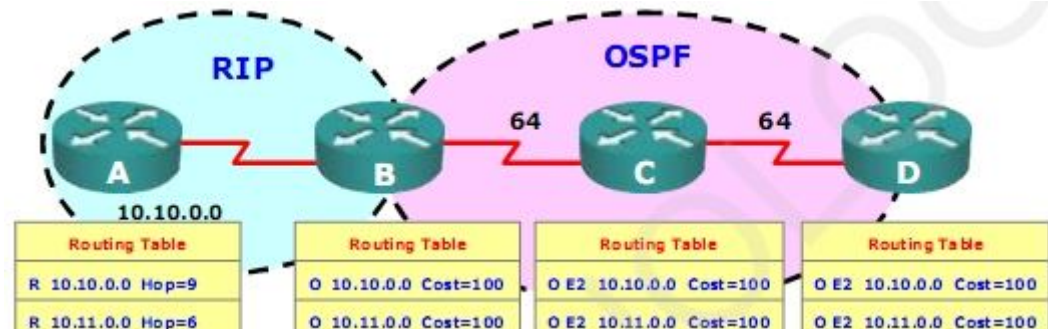 RIP
OSPF
64
64
A
B
C
D
10.10.0.0
Routing Table
R 10.10.0.0 Hop=9
R 10.11.0.0 Hop=6
Routing Table
O 10.10.0.0 Cost=100
O 10.11.0.0 Cost=100
Routing Table
O E2 10.10.0.0 Cost=100
O E2 10.11.0.0 Cost=100
Routing Table
O E2 10.10.0.0 Cost=100
O E2 10.11.0.0 Cost=100